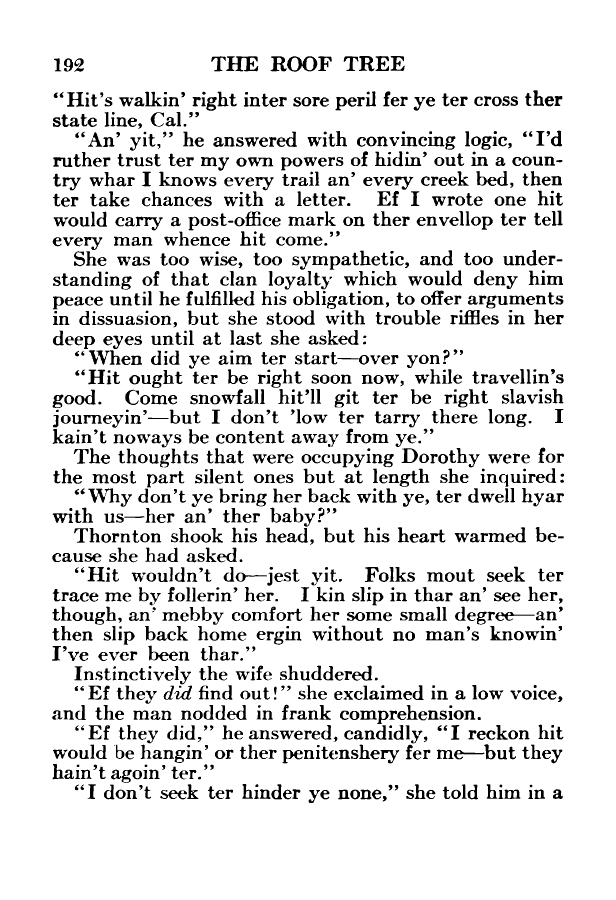 192 THE ROOF TREE
"Hit's walkin' right inter sore peril fer ye ter cross ther
state line, Cal."
"An' yit," he answered with convincing logic, "I'd
ruther trust ter my own powers of hidin' out in a coun-
try whar I knows every trail an' every creek bed, then
ter take chances with a letter. Ef I wrote one hit
would carry a post-office mark on ther envellop ter tell
every man whence hit come."
She was too wise, too sympathetic, and too under-
standing of that clan loyalty which would deny him
peace until he fulfilled his obligation, to offer arguments
in dissuasion, but she stood with trouble riffles in her
deep eyes until at last she asked:
"When did ye aim ter start—over yon?"
"Hit ought ter be right soon now, while travellin's
good. Come snowfall hit'll git ter be right slavish
journeyin'—but I don't 'low ter tarry there long. I
kain't noways be content away from ye."
The thoughts that were occupying Dorothy were for
the most part silent ones but at length she inquired:
"Why don't ye bring her back with ye, ter dwell hyar
with us—her an' ther baby?"
Thornton shook his head, but his heart warmed be-
cause she had asked.
"Hit wouldn't do—jest yit. Folks mout seek ter
trace me by follerin' her. I kin slip in thar an' see her,
though, an' mebby comfort her some small degree—an'
then slip back home ergin without no man's knowin'
I've ever been thar."
Instinctively the wife shuddered.
"Ef they did find out!" she exclaimed in a low voice,
and the man nodded in frank comprehension.
"Ef they did," he answered, candidly, "I reckon hit
would be hangin' or ther penitenshery fer me—but they
hain't agoin' ter."
"I don't seek ter hinder ye none," she told him in a